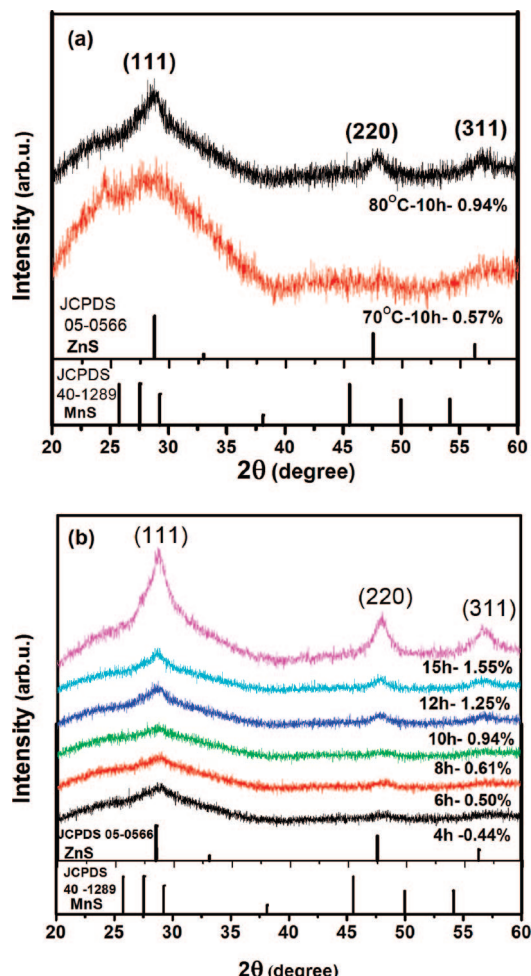 (a)
(111)
(220)
(311)
80°C-10h- 0.94%
70°C-10h- 0.57%
JCPDS
05-0566
ZnS
JCPDS
40-1289
MnS
Intensity (arb.u.)
20 25 30 35 40 45 50 55 60
2θ (degree)
(b)
(111)
(220)
(311)
15h- 1.55%
12h- 1.25%
10h- 0.94%
8h- 0.61%
6h- 0.50%
4h -0.44%
JCPDS 05-0566
ZnS
JCPDS
40 -1289
MnS
Intensity (arb.u.)
20 25 30 35 40 45 50 55 60
2θ (degree)